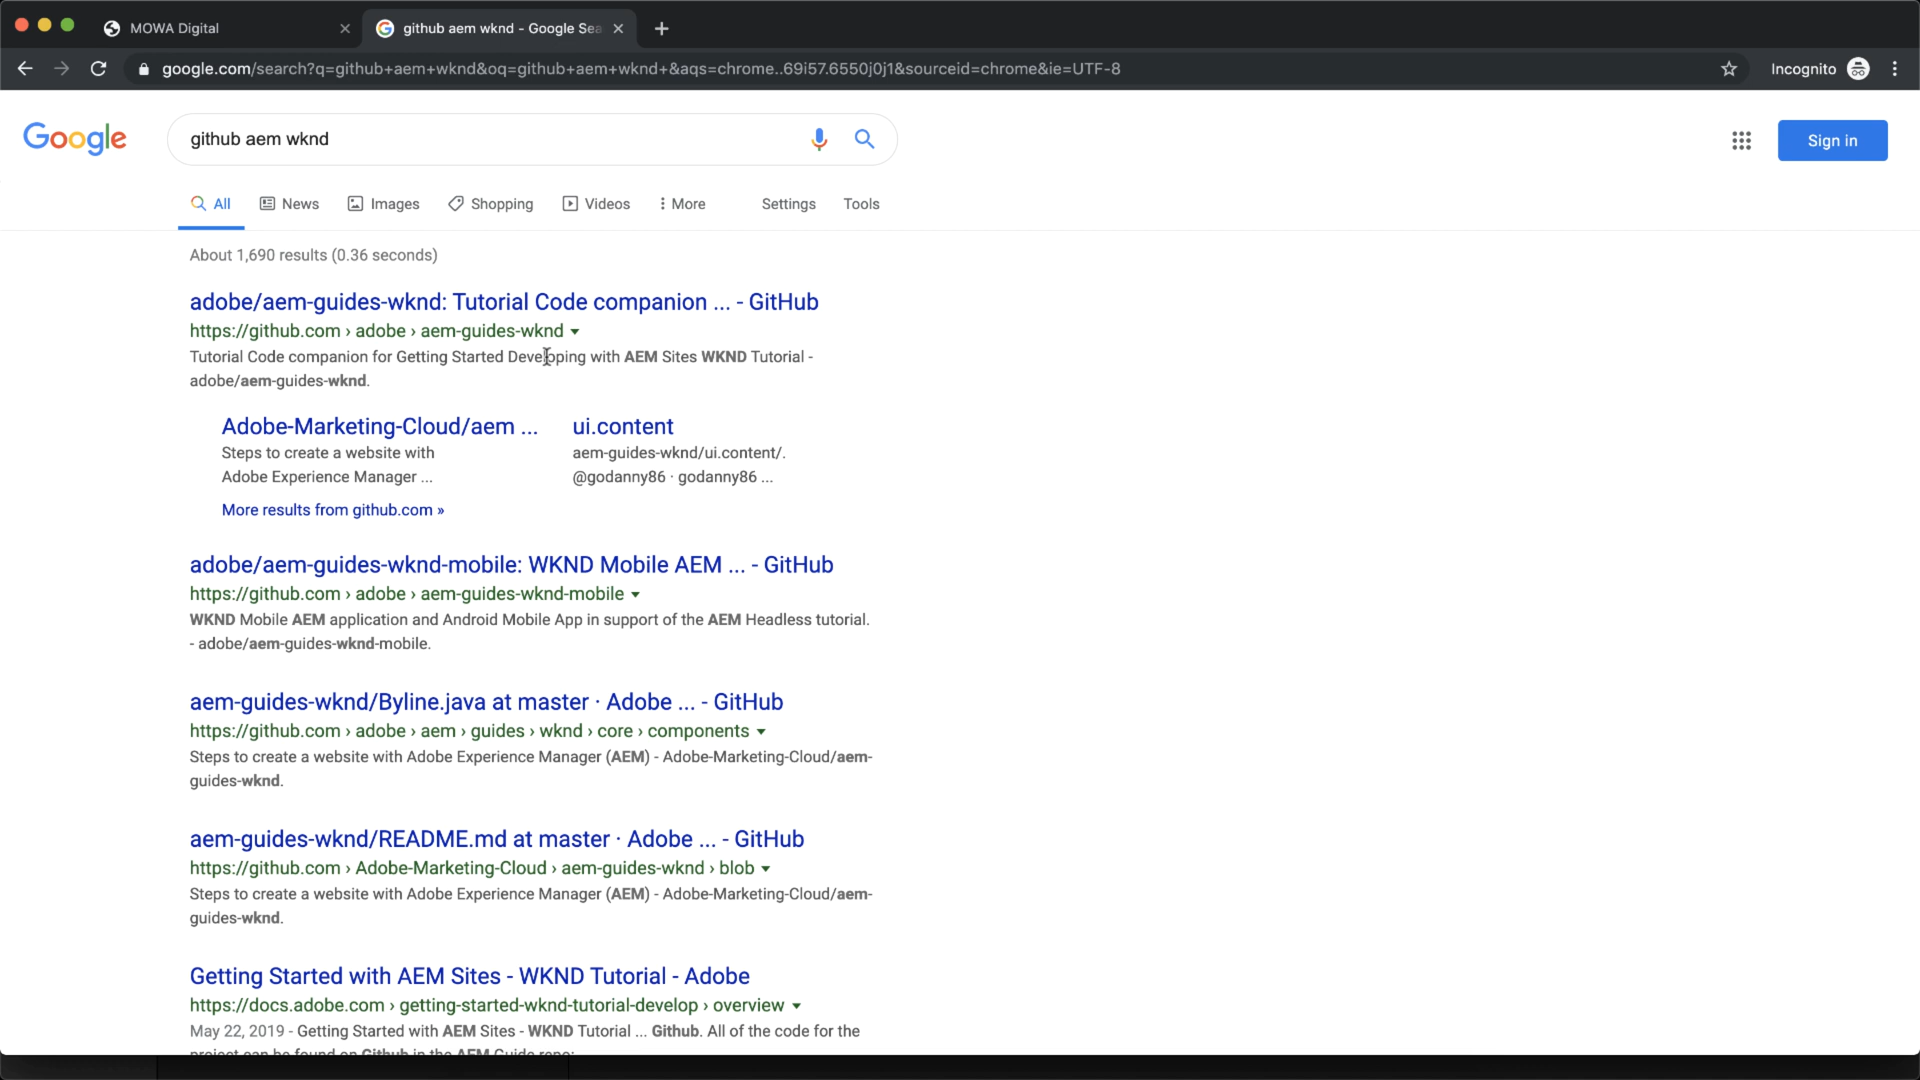 MOWA Digital
github aem wknd - Google Sea
google.com/search?q=github+aem+wknd&oq=github+aem+wknd+&aqs=chrome..69i57.6550j0j1&sourceid=chrome&ie=UTF-8
Incognito
Google
github aem wknd
Sign in
All News Images Shopping Videos More Settings Tools
About 1,690 results (0.36 seconds)
adobe/aem-guides-wknd: Tutorial Code companion ... - GitHub
https://github.com › adobe › aem-guides-wknd
Tutorial Code companion for Getting Started Developing with AEM Sites WKND Tutorial -
adobe/aem-guides-wknd.
Adobe-Marketing-Cloud/aem ...
Steps to create a website with
Adobe Experience Manager ...
ui.content
aem-guides-wknd/ui.content/.
@godanny86 · godanny86 ...
More results from github.com »
adobe/aem-guides-wknd-mobile: WKND Mobile AEM ... - GitHub
https://github.com › adobe › aem-guides-wknd-mobile
WKND Mobile AEM application and Android Mobile App in support of the AEM Headless tutorial.
- adobe/aem-guides-wknd-mobile.
aem-guides-wknd/Byline.java at master · Adobe ... - GitHub
https://github.com › adobe › aem › guides › wknd › core › components
Steps to create a website with Adobe Experience Manager (AEM) - Adobe-Marketing-Cloud/aem-
guides-wknd.
aem-guides-wknd/README.md at master · Adobe ... - GitHub
https://github.com › Adobe-Marketing-Cloud › aem-guides-wknd › blob
Steps to create a website with Adobe Experience Manager (AEM) - Adobe-Marketing-Cloud/aem-
guides-wknd.
Getting Started with AEM Sites - WKND Tutorial - Adobe
https://docs.adobe.com › getting-started-wknd-tutorial-develop › overview
May 22, 2019 - Getting Started with AEM Sites - WKND Tutorial ... Github. All of the code for the
project can be found on Github in the AEM Guide repo: